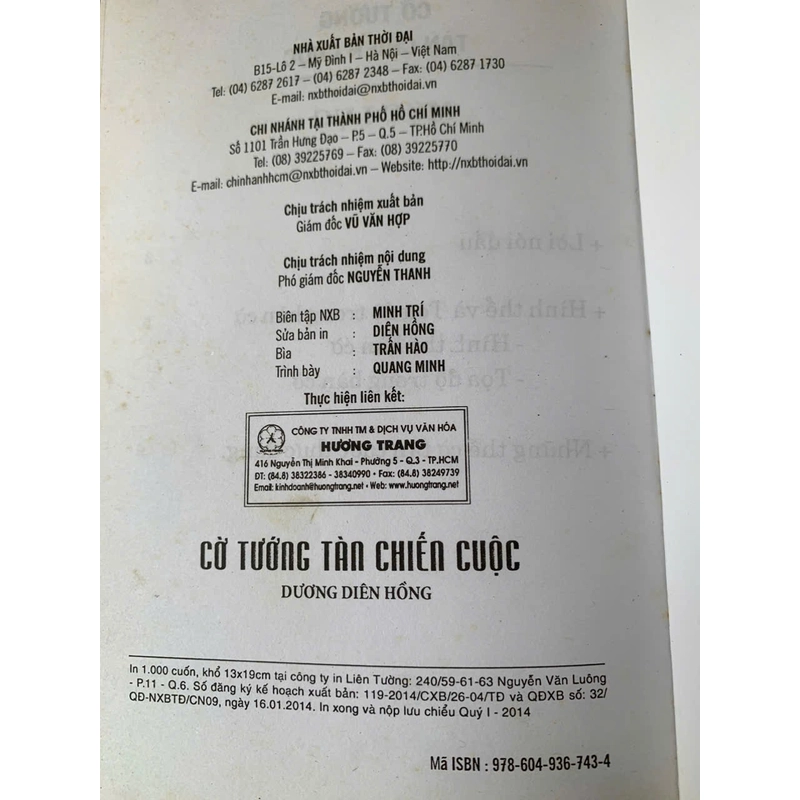 NHÀ XUẤT BẢN THỜI ĐẠI
B15-Lô 2 – Mỹ Đình I – Hà Nội – Việt Nam
Tel: (04) 6287 2617 – (04) 6287 2348 – Fax: (04) 6287 1730
E-mail: nxbthoidai@nxbthoidai.vn
CHI NHÁNH TẠI THÀNH PHỐ HỒ CHÍ MINH
Số 1101 Trần Hưng Đạo – P.5 – Q.5 – TP.Hồ Chí Minh
Tel: (08) 39225769 – Fax: (08) 39225770
E-mail: chinhanhhcm@nxbthoidai.vn – Website: http://nxbthoidai.vn
Chịu trách nhiệm xuất bản
Giám đốc VŨ VĂN HỢP
Chịu trách nhiệm nội dung
Phó giám đốc NGUYỄN THANH
Biên tập NXB : MINH TRÍ
Sửa bản in : DIÊN HỒNG
Bìa : TRẤN HÀO
Trình bày : QUANG MINH
Thực hiện liên kết:
CÔNG TY TNHH TM & DỊCH VỤ VĂN HÓA
HƯƠNG TRANG
416 Nguyễn Thị Minh Khai - Phường 5 - Q.3 - TP.HCM
ĐT: (84.8) 38322386 - 38340990 • Fax: (84.8) 38249739
Email: kinhdoanh@huongtrang.net • Web: www.huongtrang.net
CỜ TƯỚNG TÀN CHIẾN CUỘC
DƯƠNG DIÊN HỒNG
In 1.000 cuốn, khổ 13x19cm tại công ty in Liên Tường: 240/59-61-63 Nguyễn Văn Luông
- P.11 - Q.6. Số đăng ký kế hoạch xuất bản: 119-2014/CXB/26-04/TĐ và QĐXB số: 32/
QĐ-NXBTĐ/CN09, ngày 16.01.2014. In xong và nộp lưu chiểu Quý I - 2014
Mã ISBN : 978-604-936-743-4